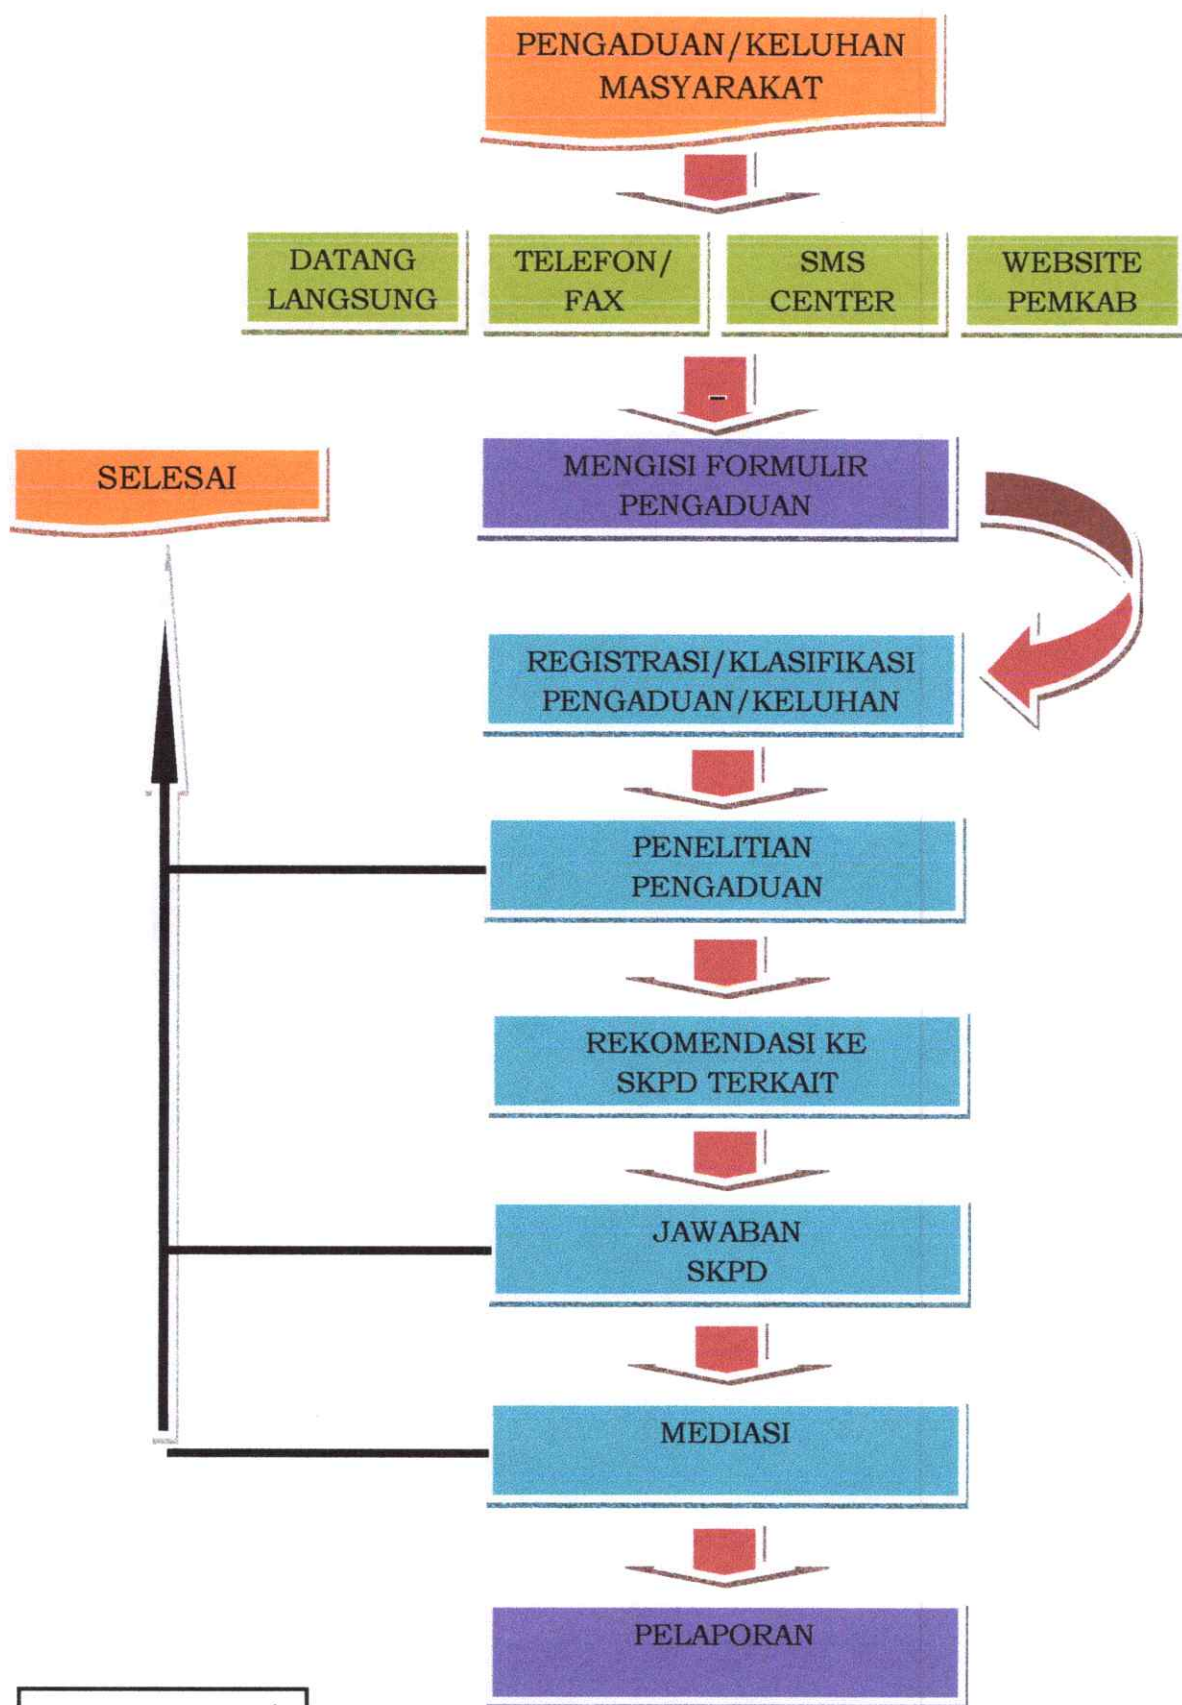 PENGADUAN/KELUHAN
MASYARAKAT
DATANG
LANGSUNG
TELEFON/
FAX
SMS
CENTER
WEBSITE
PEMKAB
SELESAI
MENGISI FORMULIR
PENGADUAN
REGISTRASI/KLASIFIKASI
PENGADUAN/KELUHAN
PENELITIAN
PENGADUAN
REKOMENDASI KE
SKPD TERKAIT
JAWABAN
SKPD
MEDIASI
PELAPORAN